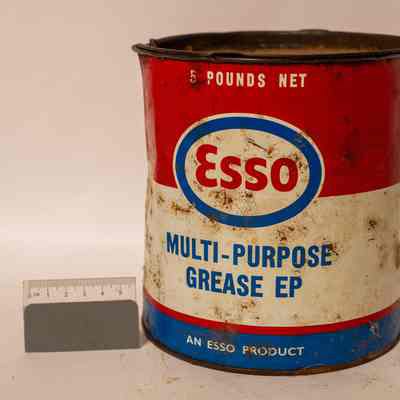 5 POUNDS NET
Esso
MULTI-PURPOSE
GREASE EP
AN ESSO PRODUCT